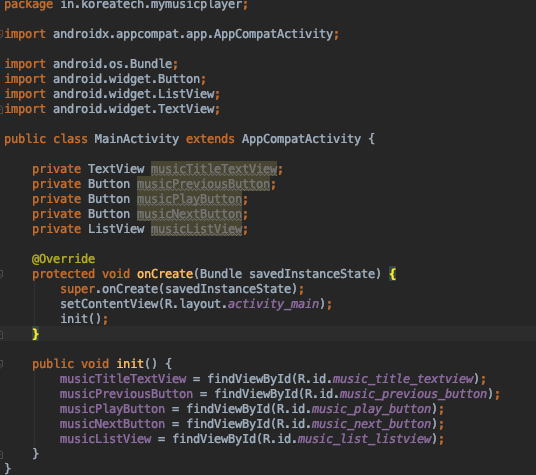 package in.koreatech.mymusicplayer;
import androidx.appcompat.app.AppCompatActivity;
import android.os.Bundle;
import android.widget.Button;
import android.widget.ListView;
import android.widget.TextView;
public class MainActivity extends AppCompatActivity {
private TextView musicTitleTextView;
private Button musicPreviousButton;
private Button musicPlayButton;
private Button musicNextButton;
private ListView musicListView;
@Override
protected void onCreate(Bundle savedInstanceState) {
super.onCreate(savedInstanceState);
setContentView(R.layout.activity_main);
init();
}
public void init() {
musicTitleTextView = findViewById(R.id.music_title_textview);
musicPreviousButton = findViewById(R.id.music_previous_button);
musicPlayButton = findViewById(R.id.music_play_button);
musicNextButton = findViewById(R.id.music_next_button);
musicListView = findViewById(R.id.music_list_listview);
}
}